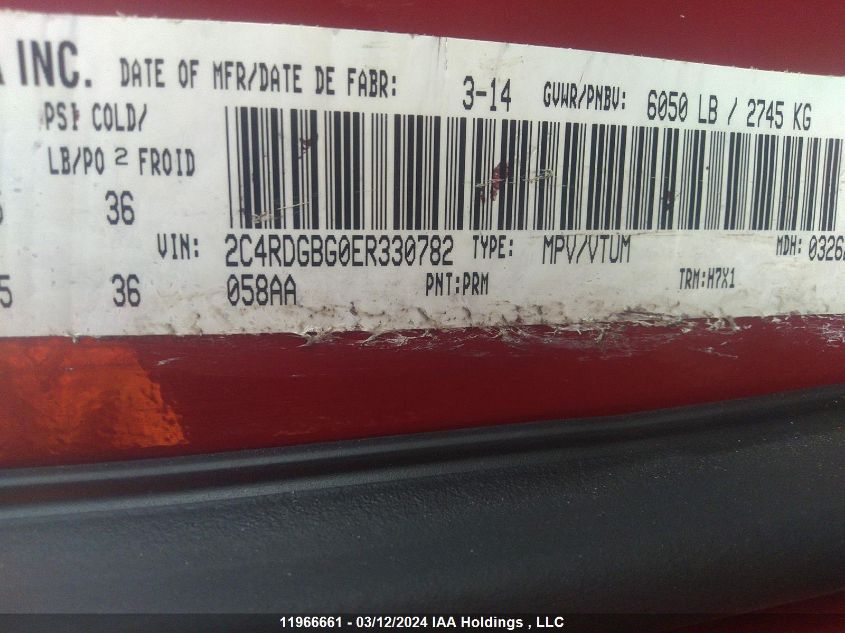 INC. DATE OF MFR/DATE DE FABR: 3-14 GVWR/PNBV: 6050 LB / 2745 KG
PSI COLD/
LB/PO 2 FROID
36
VIN: 2C4RDGBG0ER330782 TYPE: MPV/VTUM MDH: 0326
5 36 058AA PNT:PRM TRM:H7X1
11966661 - 03/12/2024 IAA Holdings , LLC